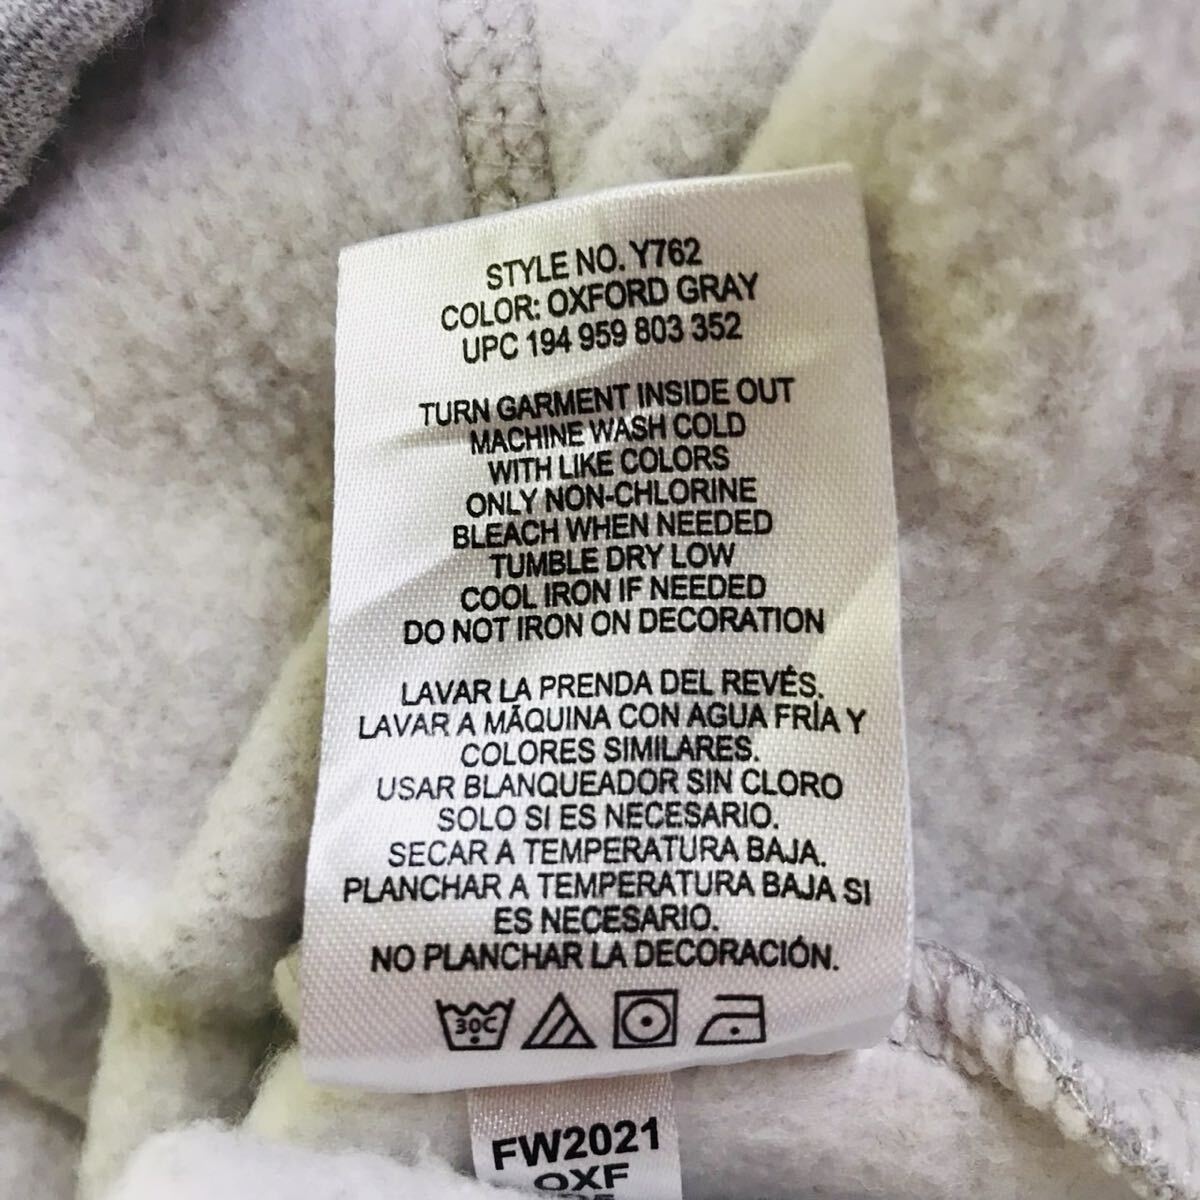 STYLE NO. Y762
COLOR: OXFORD GRAY
UPC 194 959 803 352
TURN GARMENT INSIDE OUT
MACHINE WASH COLD
WITH LIKE COLORS
ONLY NON-CHLORINE
BLEACH WHEN NEEDED
TUMBLE DRY LOW
COOL IRON IF NEEDED
DO NOT IRON ON DECORATION
LAVAR LA PRENDA DEL REVÉS.
LAVAR A MÃQUINA CON AGUA FRÍA Y
COLORES SIMILARES.
USAR BLANQUEADOR SIN CLORO
SOLO SI ES NECESARIO.
SECAR A TEMPERATURA BAJA.
PLANCHAR A TEMPERATURA BAJA SI
ES NECESARIO.
NO PLANCHAR LA DECORACIÓN.
30C
FW2021
OXF